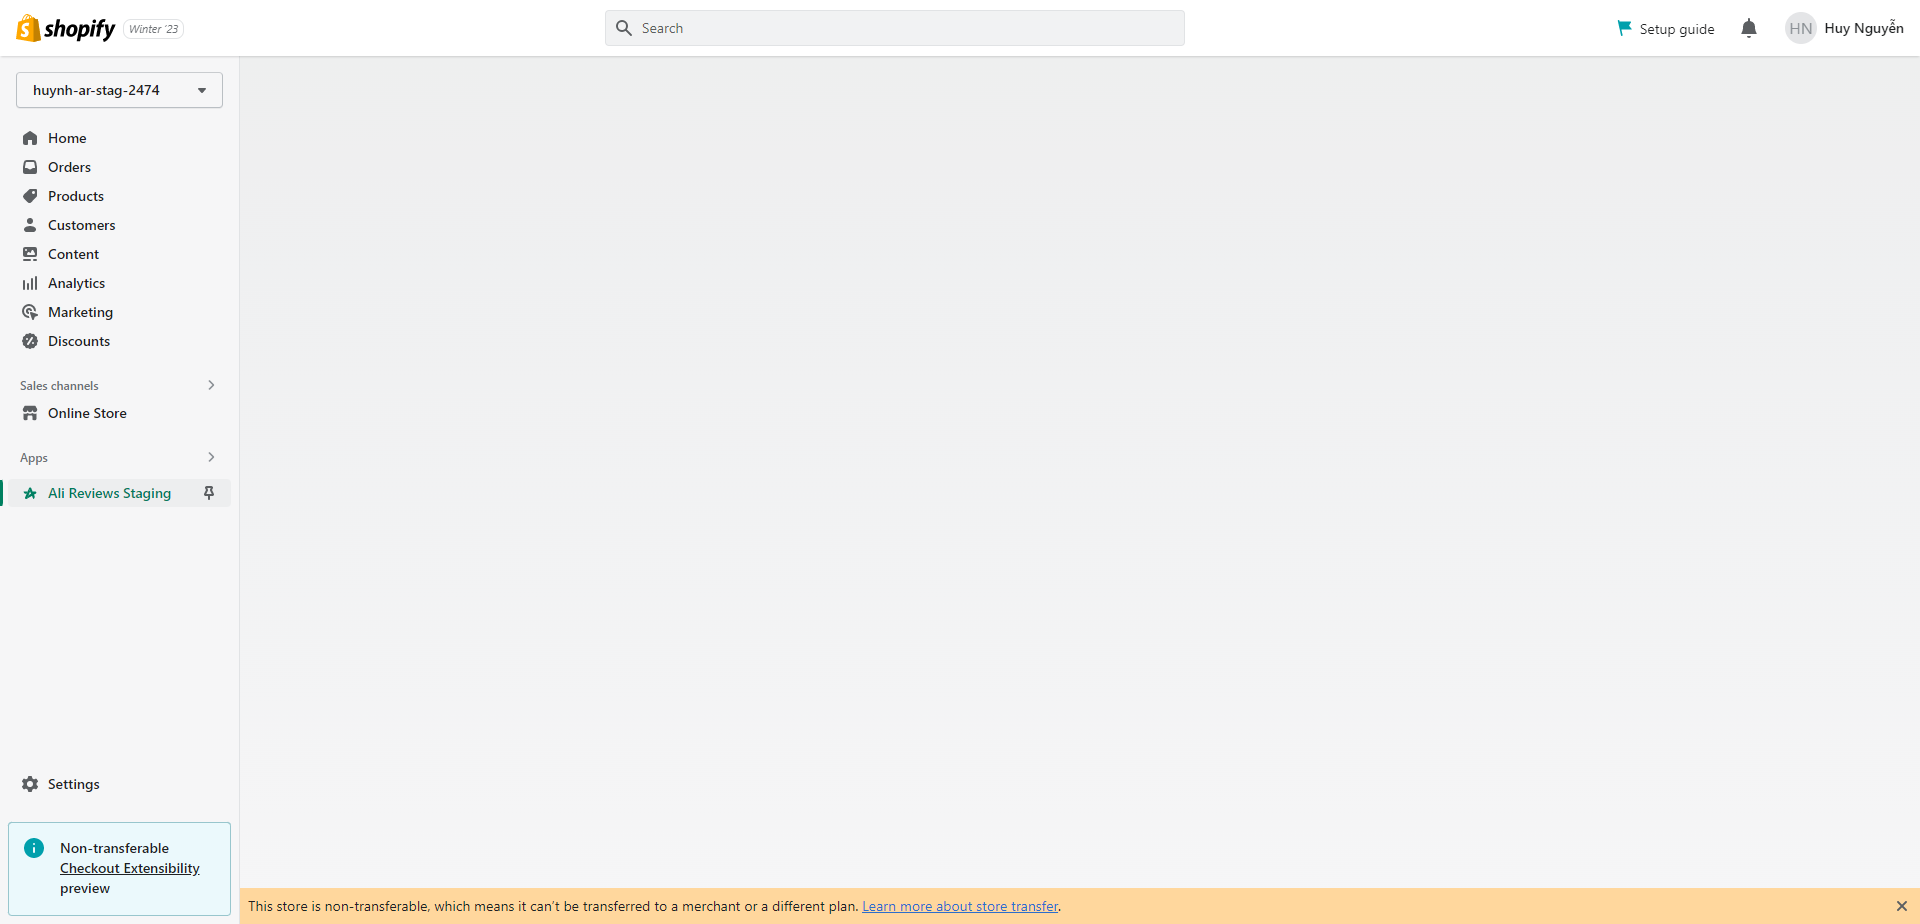 shopify Winter '23
Search
Setup guide
HN Huy Nguyễn
huynh-ar-stag-2474
Home
Orders
Products
Customers
Content
Analytics
Marketing
Discounts
Sales channels
Online Store
Apps
Ali Reviews Staging
Settings
Non-transferable
Checkout Extensibility
preview
This store is non-transferable, which means it can’t be transferred to a merchant or a different plan. Learn more about store transfer.